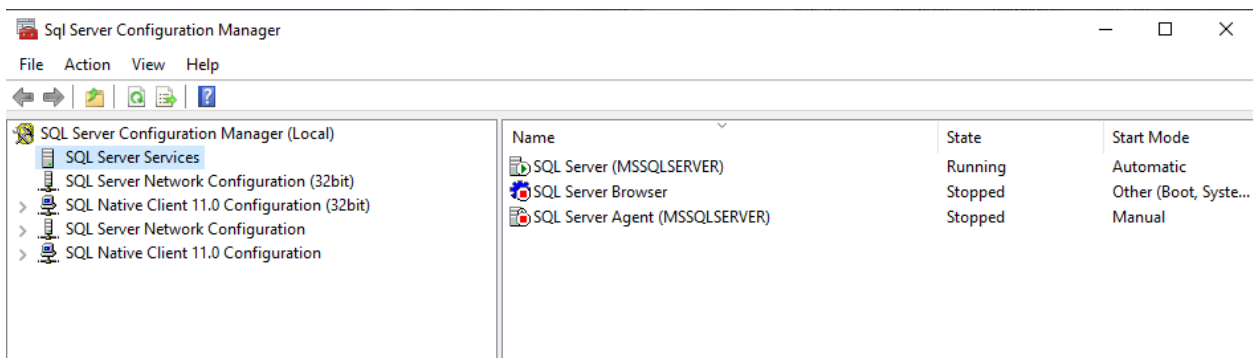 Sql Server Configuration Manager
File Action View Help
SQL Server Configuration Manager (Local)
SQL Server Services
SQL Server Network Configuration (32bit)
SQL Native Client 11.0 Configuration (32bit)
SQL Server Network Configuration
SQL Native Client 11.0 Configuration
Name State Start Mode
SQL Server (MSSQLSERVER) Running Automatic
SQL Server Browser Stopped Other (Boot, Syste...
SQL Server Agent (MSSQLSERVER) Stopped Manual